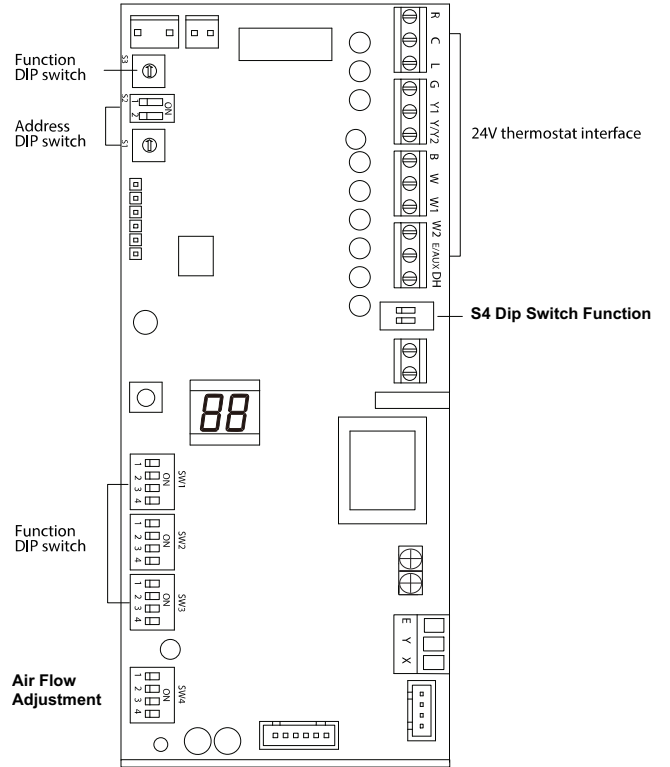 S3
Function
DIP switch
S2
1
2
ON
Address
DIP switch
S1
R
C
L
G
Y1
Y/Y2
B
W
W1
W2
E/AUX
DH
24V thermostat interface
S4 Dip Switch Function
88
1
2
3
4
ON
SW1
Function
DIP switch
1
2
3
4
ON
SW2
1
2
3
4
ON
SW3
E
Y
X
Air Flow
Adjustment
1
2
3
4
ON
SW4